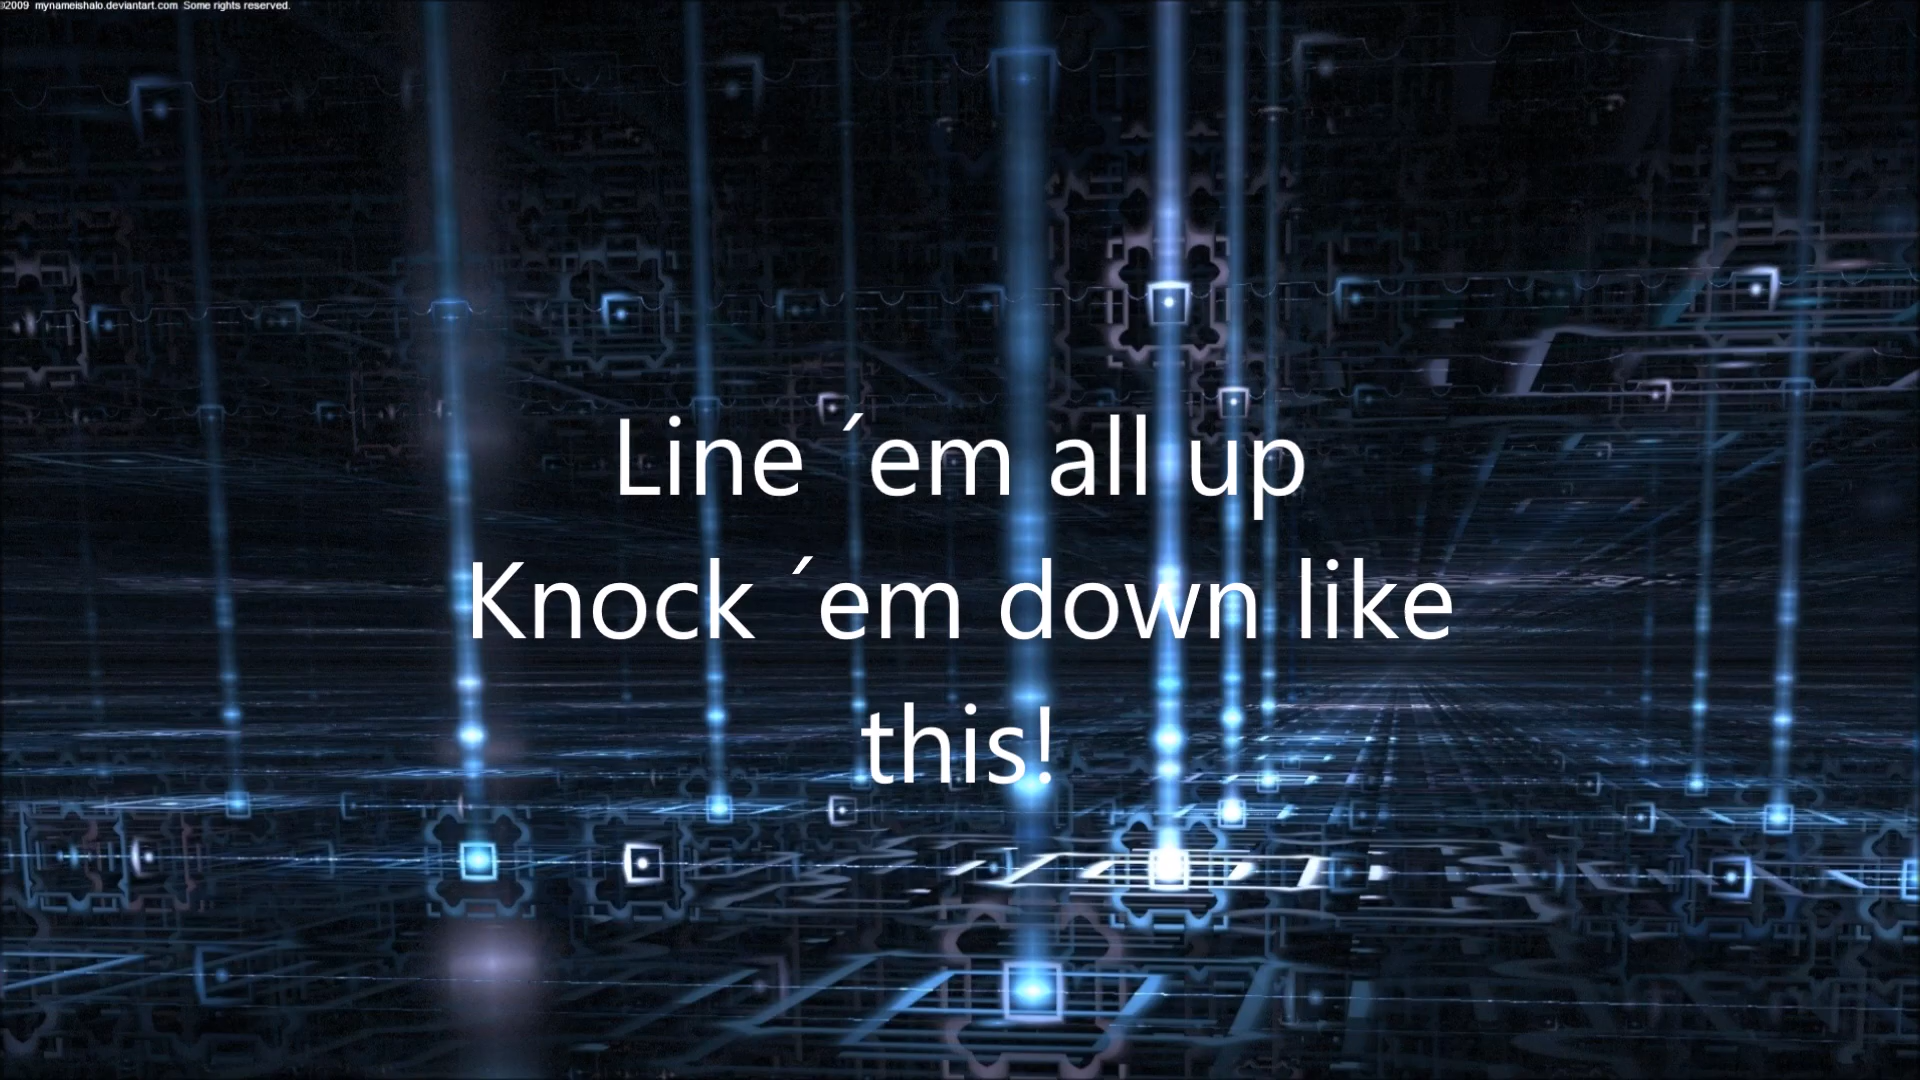 ©2009 mynameishalo.deviantart.com Some rights reserved.
Line ´em all up
Knock ´em down like
this!